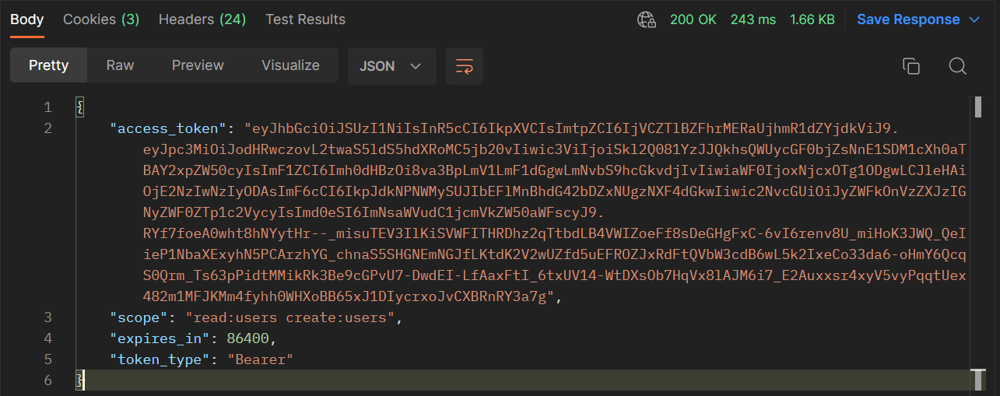 Body Cookies (3) Headers (24) Test Results 200 OK 243 ms 1.66 KB Save Response
Pretty Raw Preview Visualize JSON
1 {
2 "access_token": "eyJhbGciOiJSUzI1NiIsInR5cCI6IkpXVCIsImtpZCI6IjVCZTlBZFhrMERaUjhmR1dZYjdkViJ9.
eyJpc3MiOiJodHRwczovL2twaS5ldS5hdXRoMC5jb20vIiwic3ViIjoiSkl2Q081YzJJQkhsQWUycGF0bjZsNnE1SDM1cXh0aT
BAY2xpZW50cyIsImF1ZCI6Imh0dHBzOi8va3BpLmV1LmF1dGgwLmNvbS9hcGkvdjIvIiwiaWF0IjoxNjcxOTg1ODgwLCJleHAi
OjE2NzIwNzIyODAsImF6cCI6IkpJdkNPNWMySUJIbEFlMnBhdG42bDZxNUgzNXF4dGkwIiwic2NvcGUiOiJyZWFkOnVzZXJzIG
NyZWF0ZTp1c2VycyIsImd0eSI6ImNsaWVudC1jcmVkZW50aWFscyJ9.
RYf7foeA0wht8hNYytHr--_misuTEV3IlKiSVWFITHRDhz2qTtbdLB4VWIZoeFf8sDeGHgFxC-6vI6renv8U_miHoK3JWQ_QeI
ieP1NbaXExyhN5PCArzhYG_chnaS5SHGNEmNGJfLKtdK2V2wUZfd5uEFROZJxRdFtQVbW3cdB6wL5k2IxeCo33da6-oHmY6Qcq
S0Qrm_Ts63pPidtMMikRk3Be9cGPvU7-DwdEI-LfAaxFtI_6txUV14-WtDXsOb7HqVx8lAJM6i7_E2Auxxsr4xyV5vyPqqtUex
482m1MFJKMm4fyhh0WHXoBB65xJ1DIycrxoJvCXBRnRY3a7g",
3 "scope": "read:users create:users",
4 "expires_in": 86400,
5 "token_type": "Bearer"
6 }